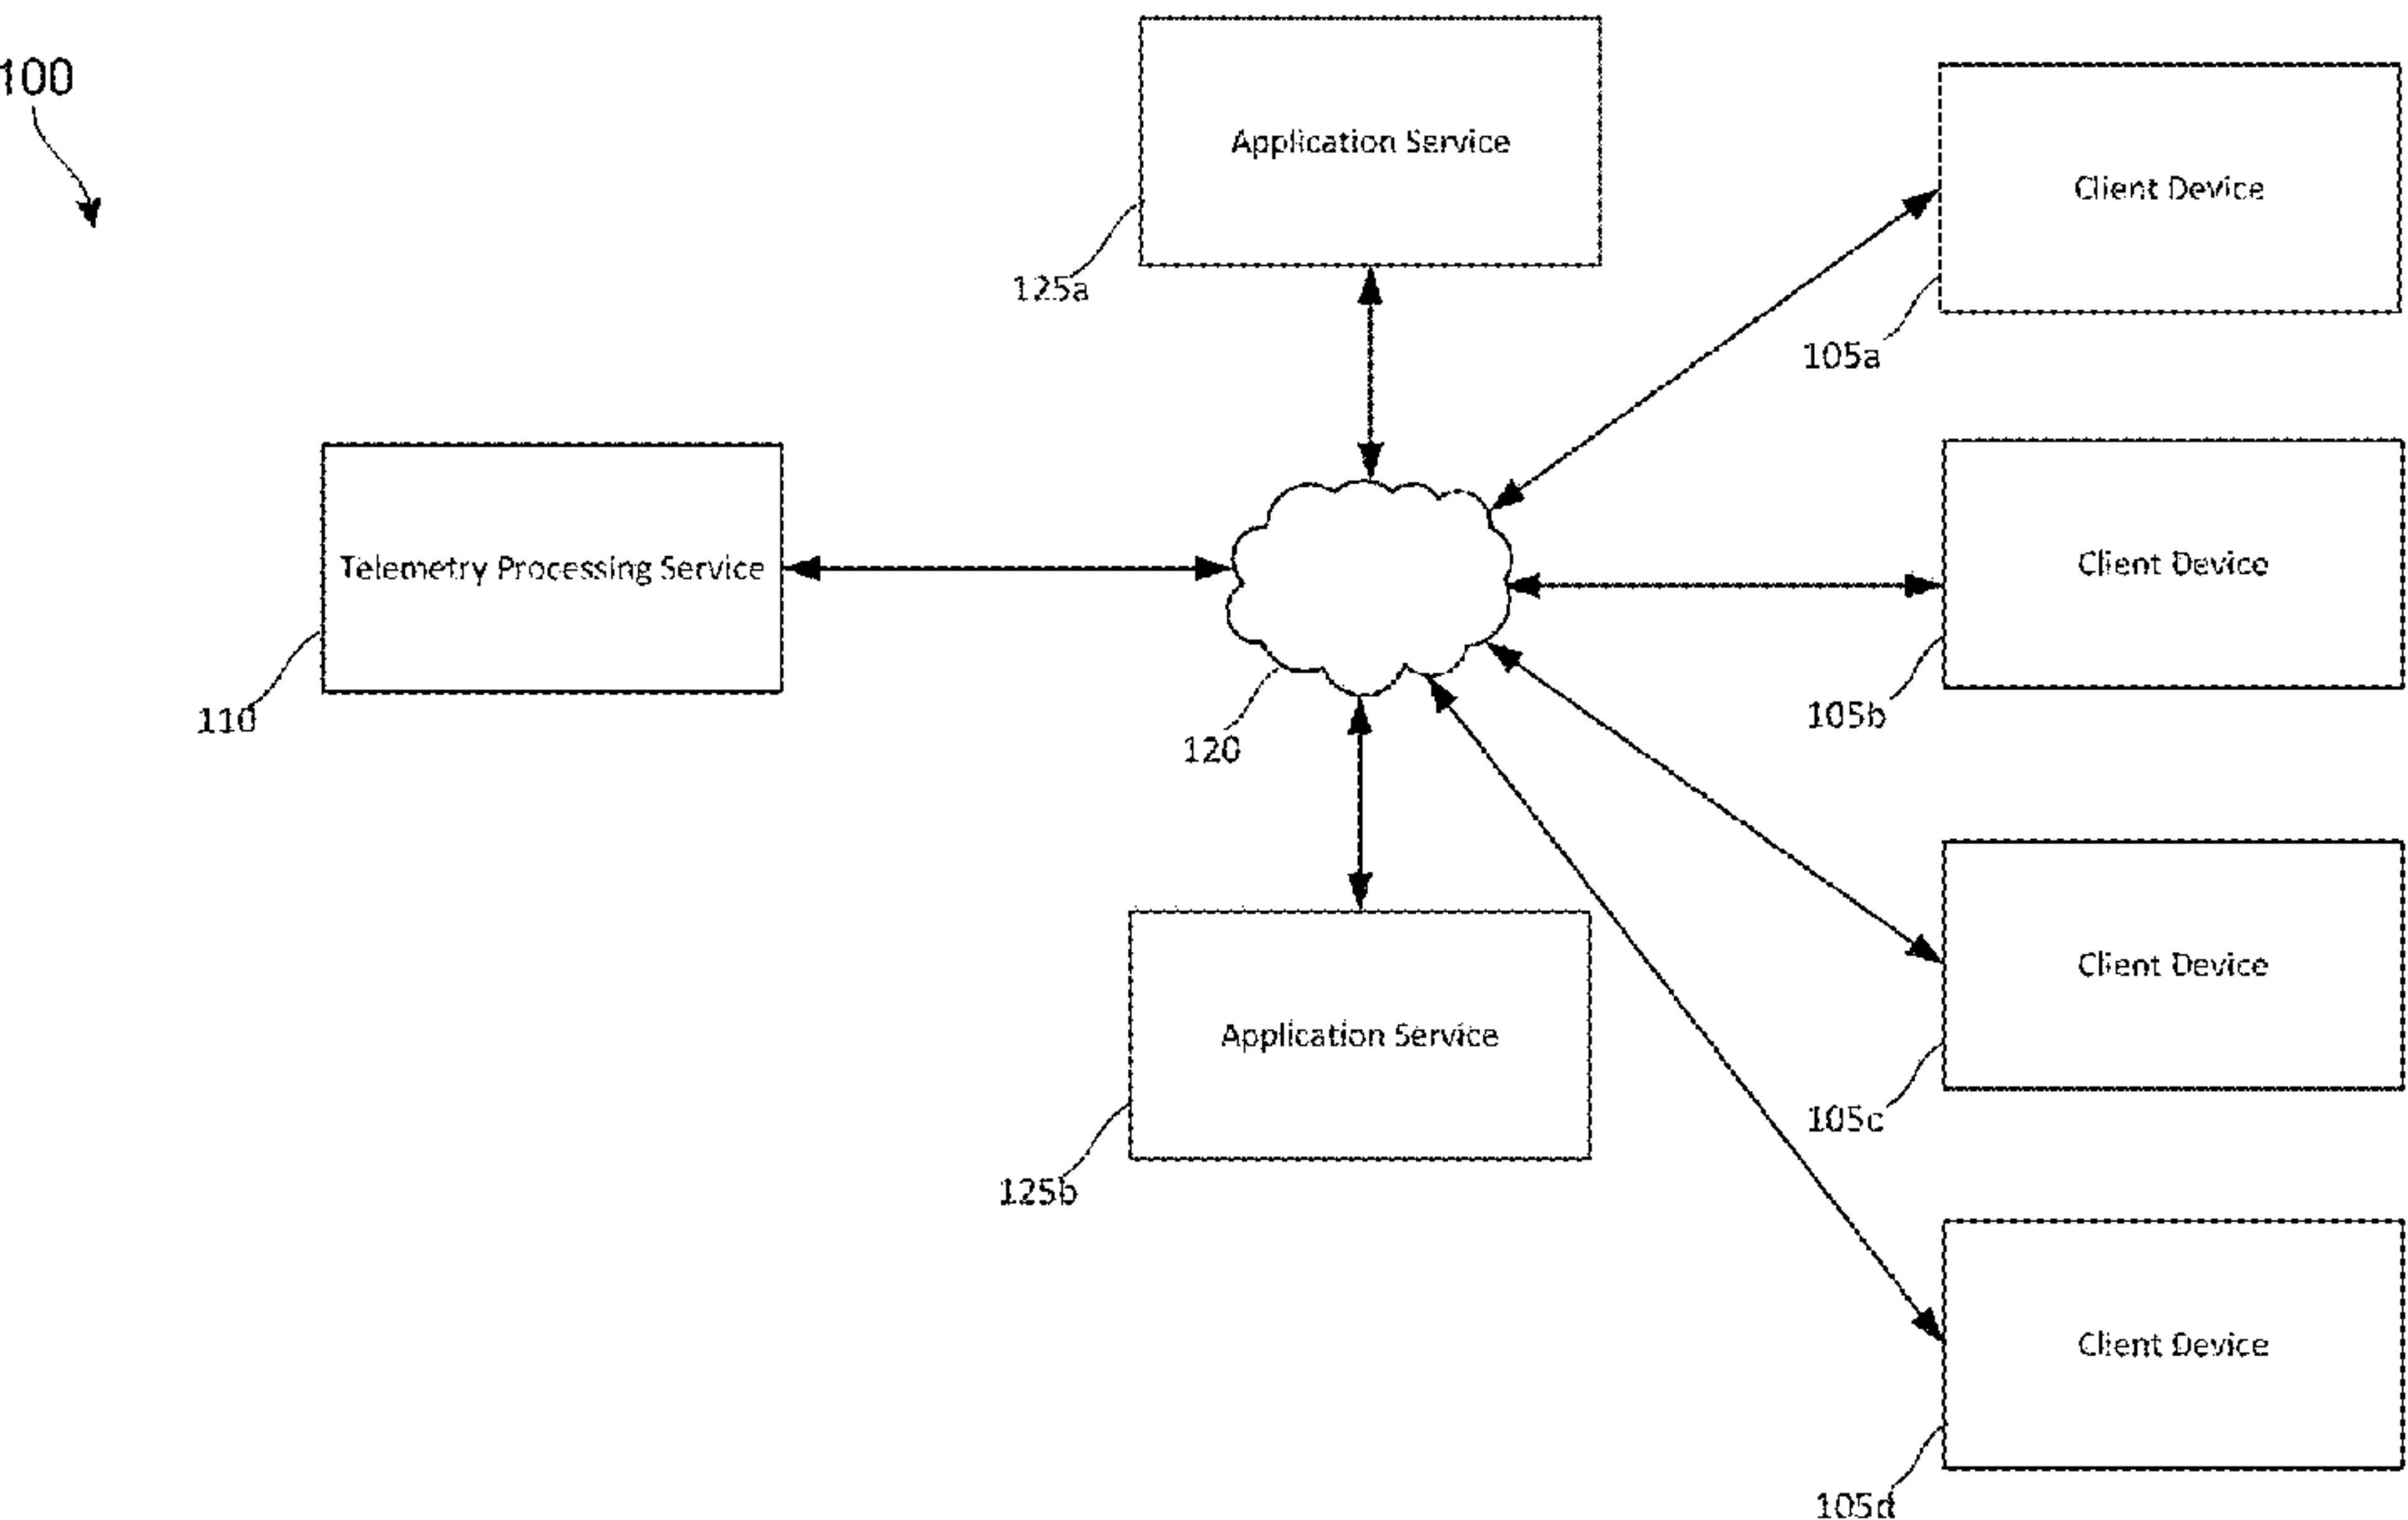 100
Application Service
125a
Client Device
105a
Telemetry Processing Service
110
120
Client Device
105b
Application Service
125b
Client Device
105c
Client Device
105d